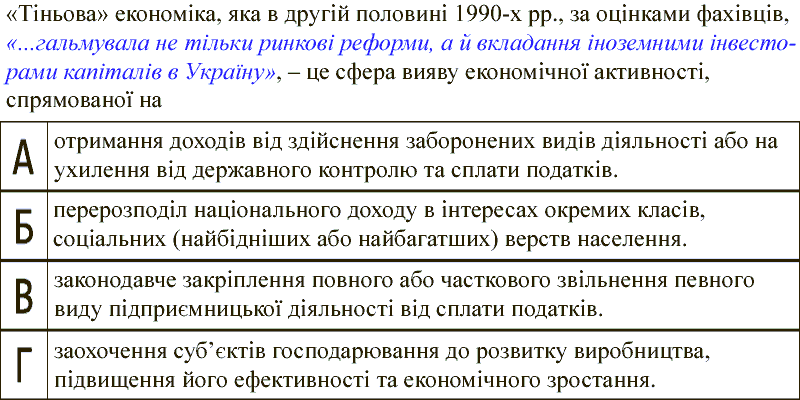 «Тіньова» економіка, яка в другій половині 1990-х рр., за оцінками фахівців,
«...гальмувала не тільки ринкові реформи, а й вкладання іноземними інвесто-
рами капіталів в Україну», – це сфера вияву економічної активності,
спрямованої на
А отримання доходів від здійснення заборонених видів діяльності або на
ухилення від державного контролю та сплати податків.
Б перерозподіл національного доходу в інтересах окремих класів,
соціальних (найбідніших або найбагатших) верств населення.
В законодавче закріплення повного або часткового звільнення певного
виду підприємницької діяльності від сплати податків.
Г заохочення суб’єктів господарювання до розвитку виробництва,
підвищення його ефективності та економічного зростання.